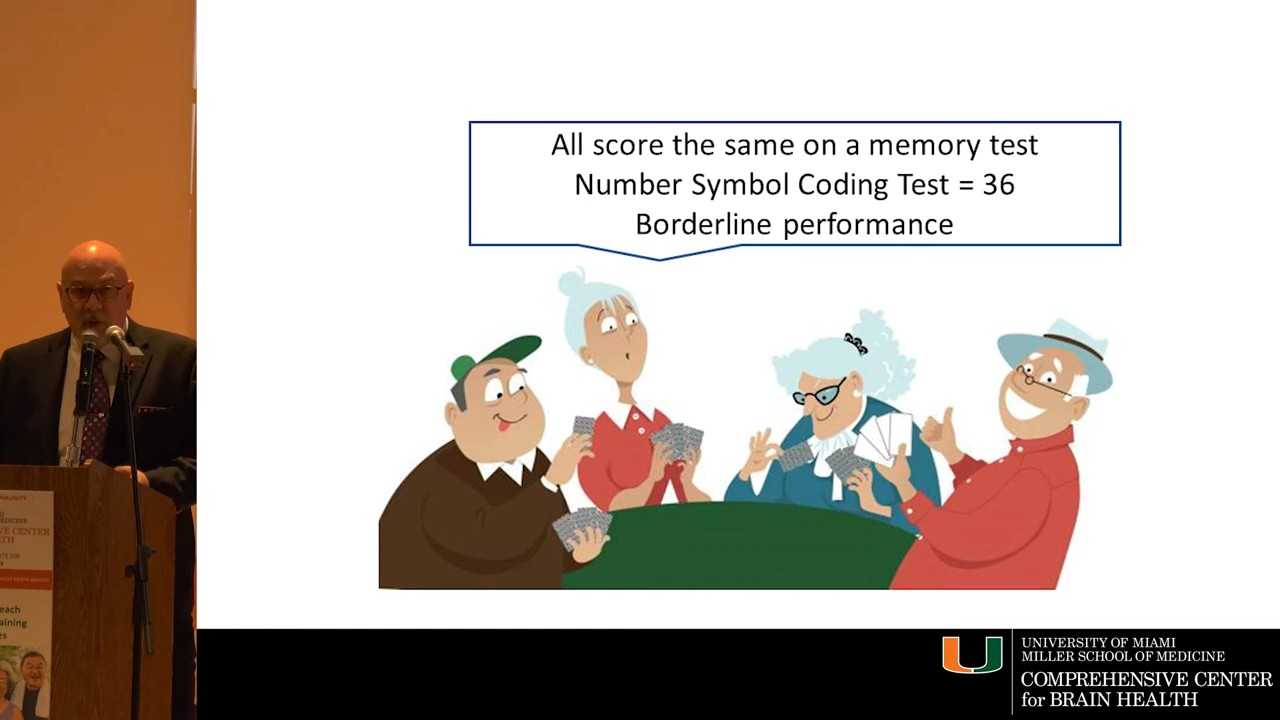 All score the same on a memory test
Number Symbol Coding Test = 36
Borderline performance
UNIVERSITY OF MIAMI
MILLER SCHOOL OF MEDICINE
COMPREHENSIVE CENTER
for BRAIN HEALTH
CENTER